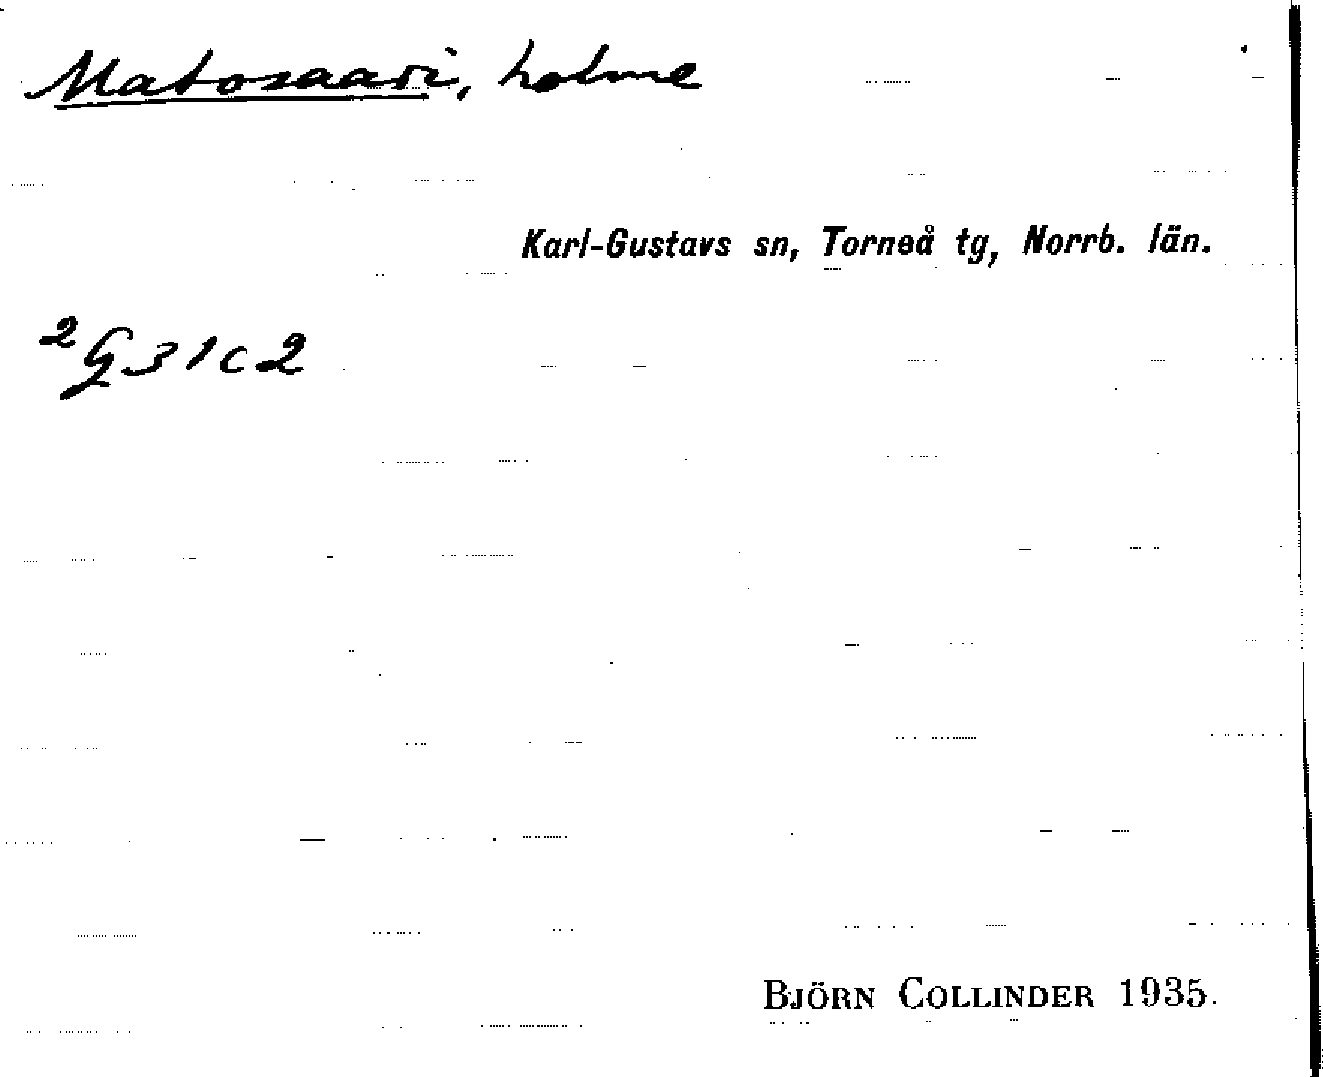 Matosaari, holme
Karl-Gustavs sn, Torneå tg, Norrb. län.
²G31c2
BJÖRN COLLINDER 1935.